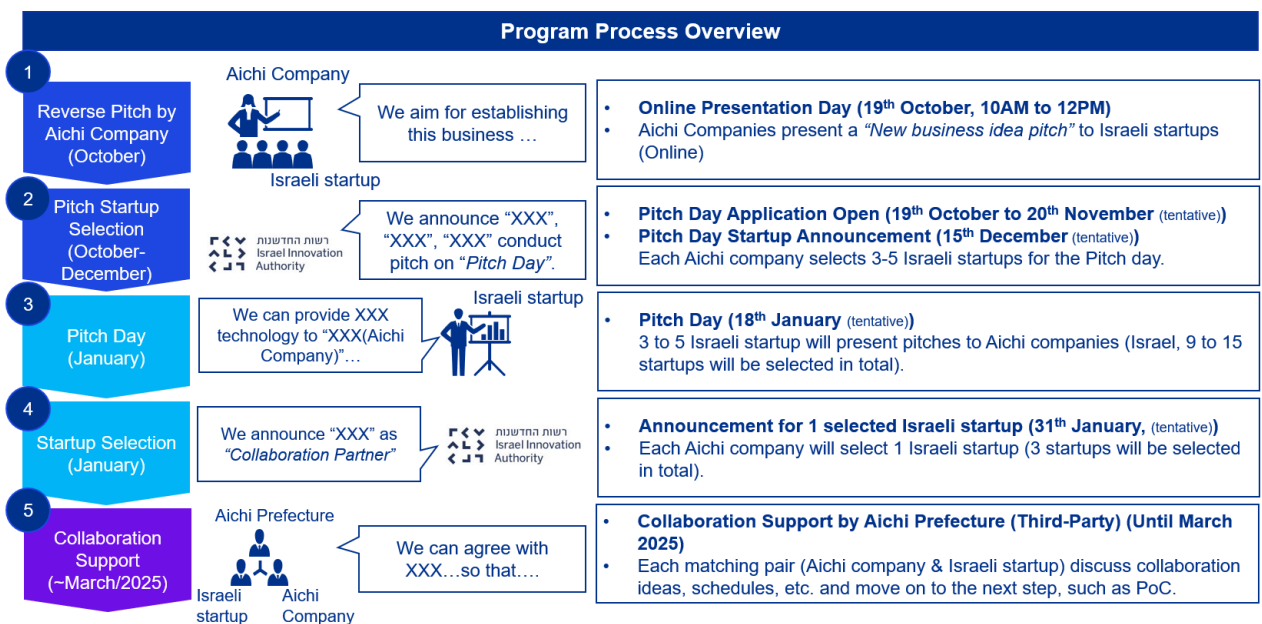 Program Process Overview
1
Reverse Pitch by
Aichi Company
(October)
Aichi Company
Israeli startup
We aim for establishing
this business …
• Online Presentation Day (19th October, 10AM to 12PM)
• Aichi Companies present a “New business idea pitch” to Israeli startups
(Online)
2
Pitch Startup
Selection
(October-
December)
רשות החדשנות
Israel Innovation
Authority
We announce “XXX”,
“XXX”, “XXX” conduct
pitch on “Pitch Day”.
• Pitch Day Application Open (19th October to 20th November (tentative))
• Pitch Day Startup Announcement (15th December (tentative))
Each Aichi company selects 3-5 Israeli startups for the Pitch day.
3
Pitch Day
(January)
We can provide XXX
technology to “XXX(Aichi
Company)”…
Israeli startup
• Pitch Day (18th January (tentative))
3 to 5 Israeli startup will present pitches to Aichi companies (Israel, 9 to 15
startups will be selected in total).
4
Startup Selection
(January)
We announce “XXX” as
“Collaboration Partner”
רשות החדשנות
Israel Innovation
Authority
• Announcement for 1 selected Israeli startup (31th January, (tentative))
• Each Aichi company will select 1 Israeli startup (3 startups will be selected
in total).
5
Collaboration
Support
(~March/2025)
Aichi Prefecture
Israeli
startup
Aichi
Company
We can agree with
XXX…so that….
• Collaboration Support by Aichi Prefecture (Third-Party) (Until March
2025)
• Each matching pair (Aichi company & Israeli startup) discuss collaboration
ideas, schedules, etc. and move on to the next step, such as PoC.